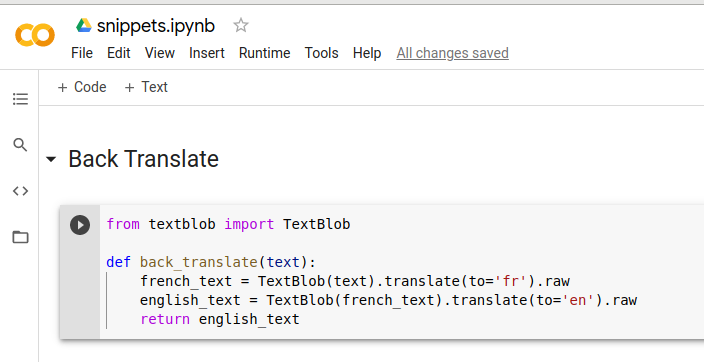 snippets.ipynb
File Edit View Insert Runtime Tools Help All changes saved
+ Code + Text
Back Translate
from textblob import TextBlob
def back_translate(text):
    french_text = TextBlob(text).translate(to='fr').raw
    english_text = TextBlob(french_text).translate(to='en').raw
    return english_text